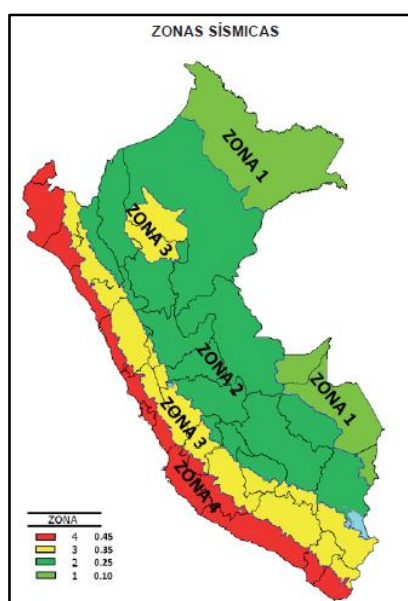 ZONAS SÍSMICAS
ZONA 1
ZONA 3
ZONA 2
ZONA 1
ZONA 3
ZONA 4
ZONA
4 0.45
3 0.35
2 0.25
1 0.10